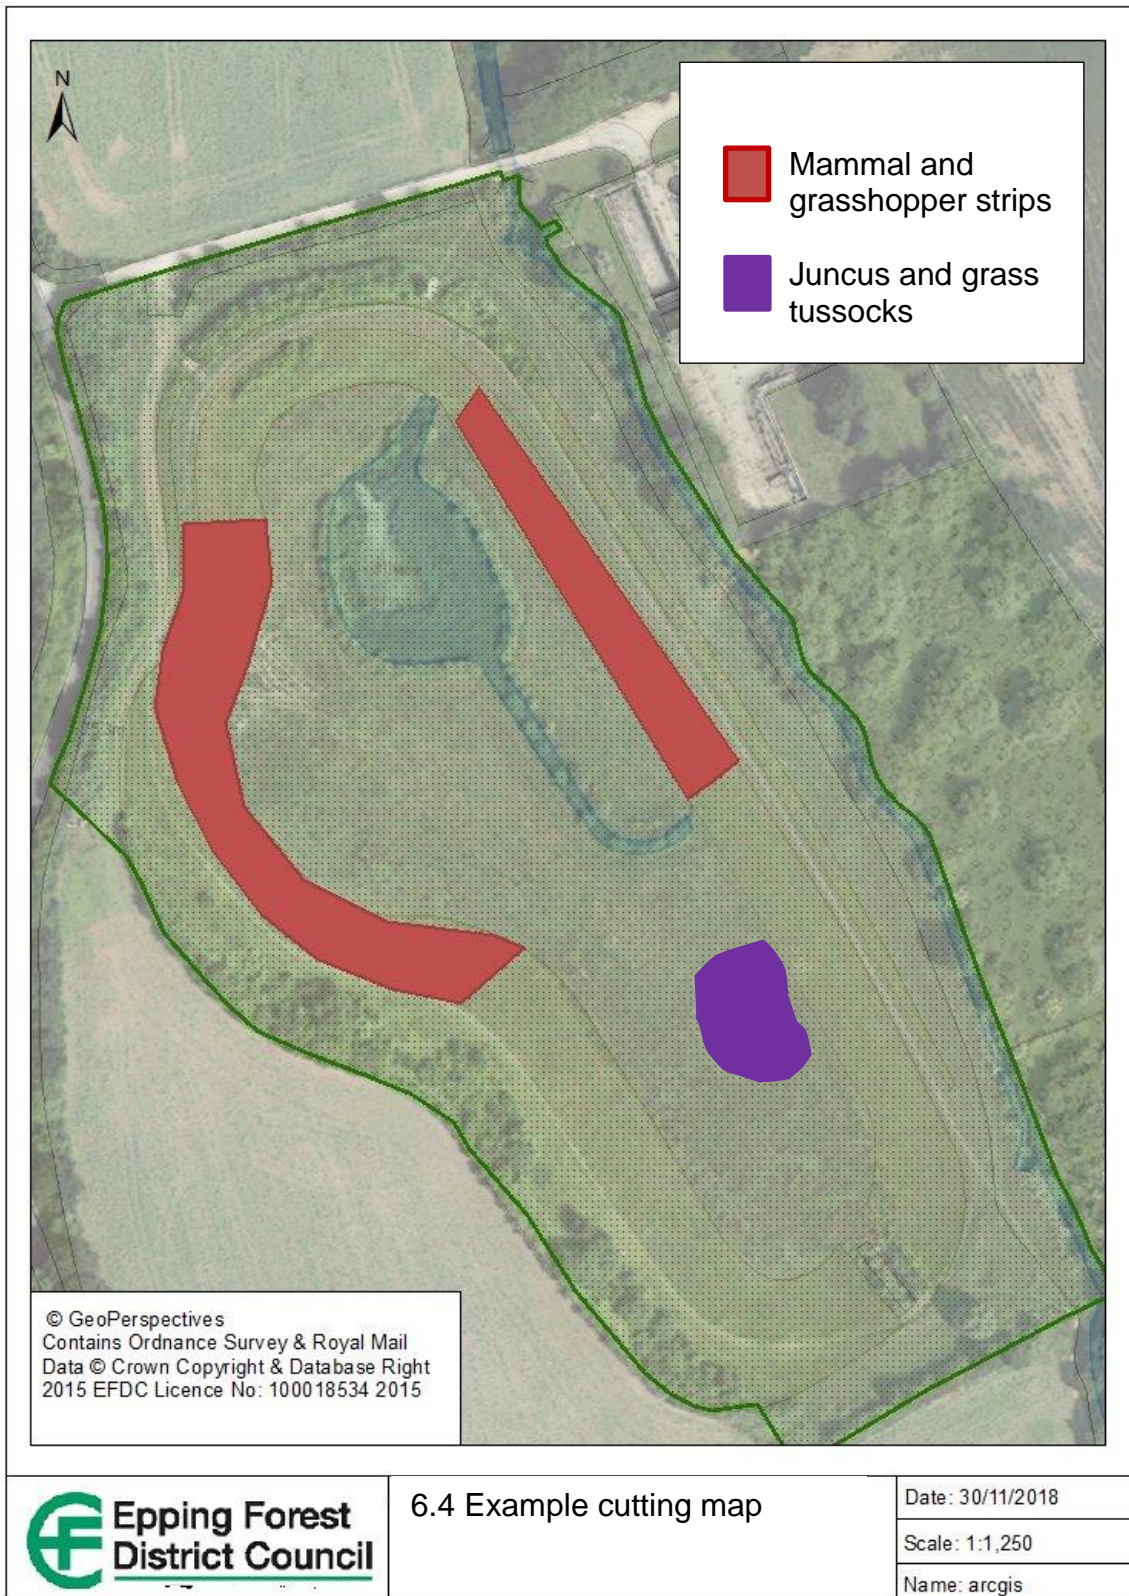 N
Mammal and
grasshopper strips
Juncus and grass
tussocks
© GeoPerspectives
Contains Ordnance Survey & Royal Mail
Data © Crown Copyright & Database Right
2015 EFDC Licence No: 100018534 2015
Epping Forest
District Council
6.4 Example cutting map
Date: 30/11/2018
Scale: 1:1,250
Name: arcgis